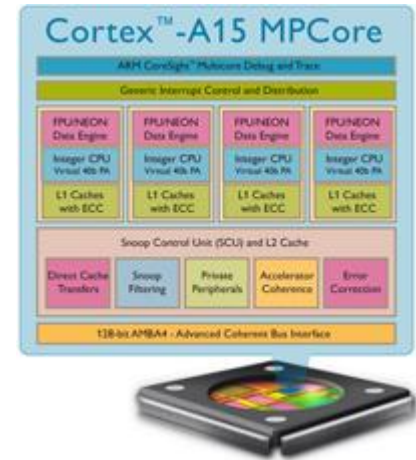 Cortex™-A15 MPCore
ARM CoreSight™ Multicore Debug and Trace
Generic Interrupt Control and Distribution
FPU/NEON
Data Engine
FPU/NEON
Data Engine
FPU/NEON
Data Engine
FPU/NEON
Data Engine
Integer CPU
Virtual 40b PA
Integer CPU
Virtual 40b PA
Integer CPU
Virtual 40b PA
Integer CPU
Virtual 40b PA
L1 Caches
with ECC
L1 Caches
with ECC
L1 Caches
with ECC
L1 Caches
with ECC
Snoop Control Unit (SCU) and L2 Cache
Direct Cache
Transfers
Snoop
Filtering
Private
Peripherals
Accelerator
Coherence
Error
Correction
128-bit AMBA4 - Advanced Coherent Bus Interface